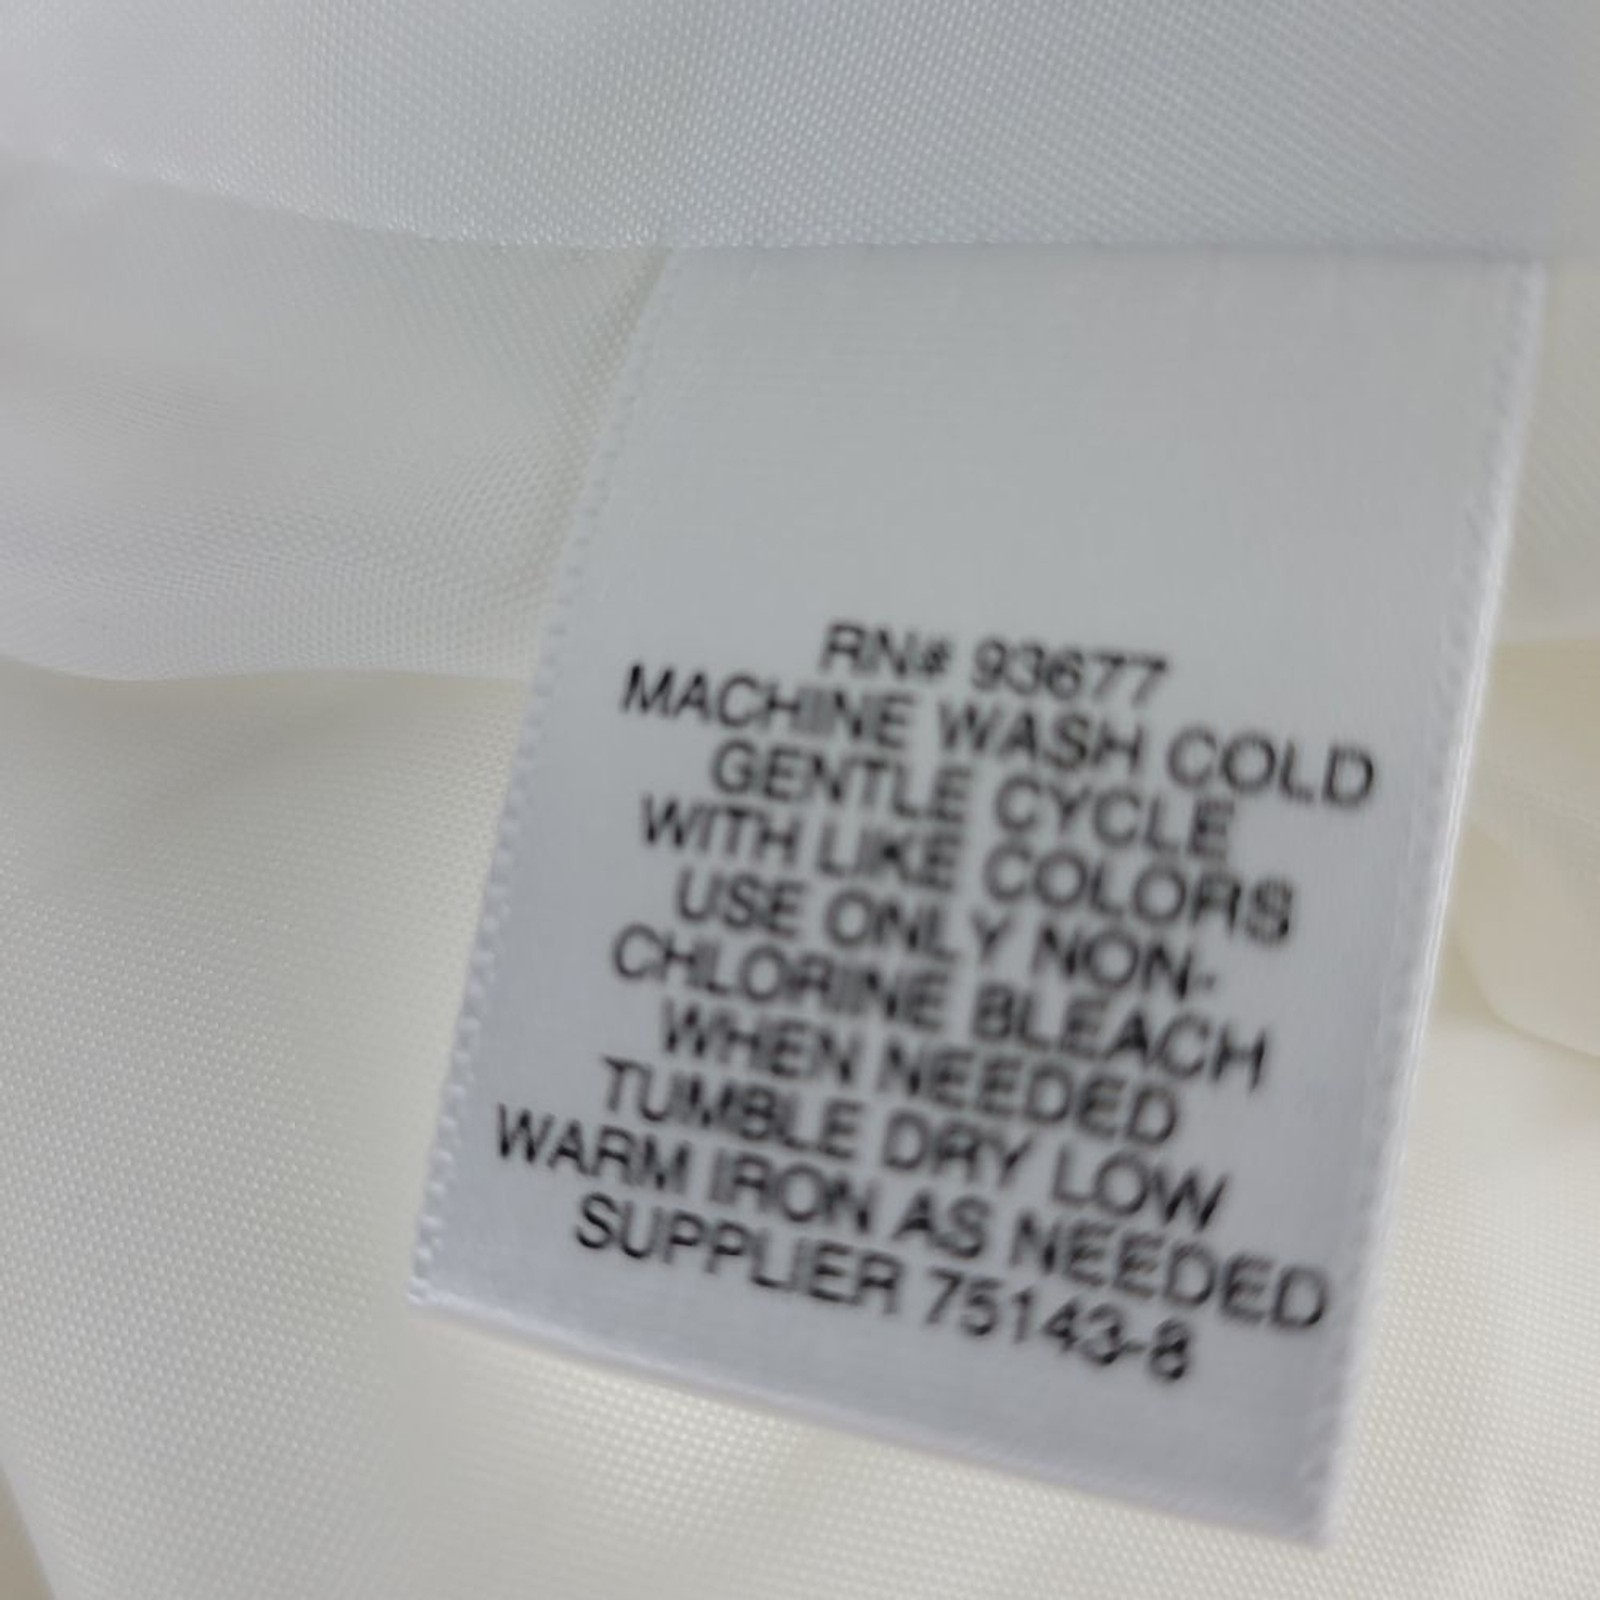 RN# 93677
MACHINE WASH COLD
GENTLE CYCLE
WITH LIKE COLORS
USE ONLY NON-
CHLORINE BLEACH
WHEN NEEDED
TUMBLE DRY LOW
WARM IRON AS NEEDED
SUPPLIER 75143-8